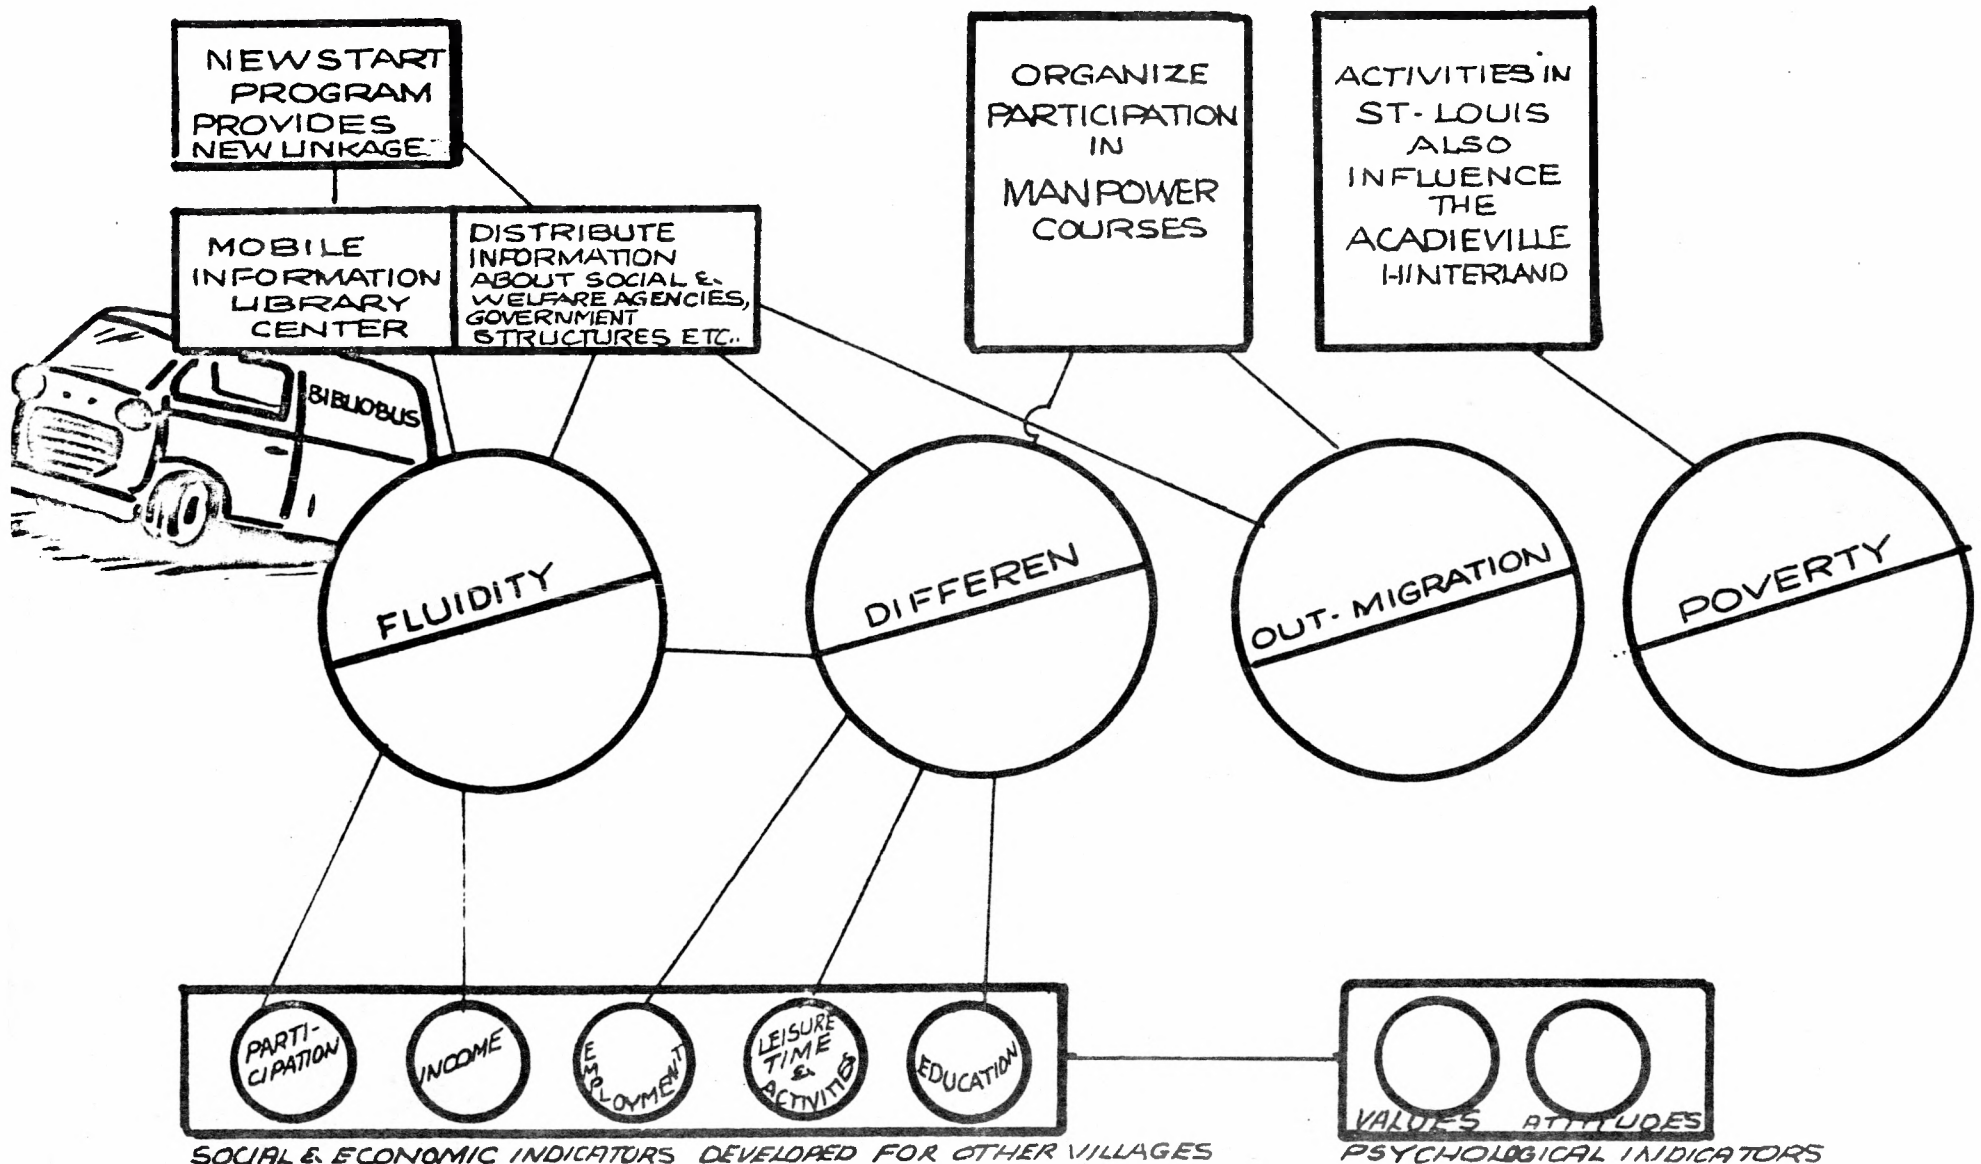 NEWSTART
PROGRAM
PROVIDES
NEW LINKAGE
MOBILE
INFORMATION
LIBRARY
CENTER
DISTRIBUTE
INFORMATION
ABOUT SOCIAL &
WELFARE AGENCIES,
GOVERNMENT
STRUCTURES ETC..
ORGANIZE
PARTICIPATION
IN
MANPOWER
COURSES
ACTIVITIES IN
ST-LOUIS
ALSO
INFLUENCE
THE
ACADIEVILLE
HINTERLAND
BIBLIOBUS
FLUIDITY
DIFFEREN
OUT-MIGRATION
POVERTY
PARTI-
CIPATION
INCOME
EMPLOYMENT
LEISURE
TIME
&
ACTIVITIES
EDUCATION
VALUES
ATTITUDES
SOCIAL & ECONOMIC INDICATORS DEVELOPED FOR OTHER VILLAGES
PSYCHOLOGICAL INDICATORS